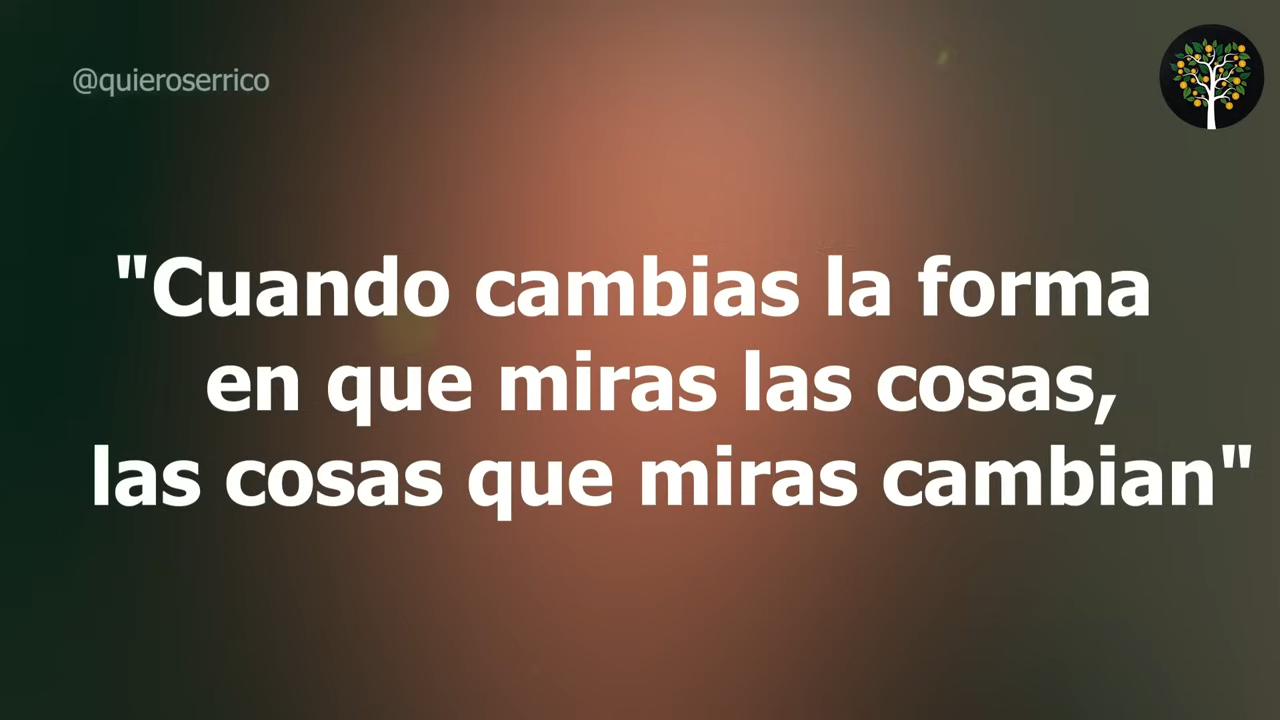 @quieroserrico
"Cuando cambias la forma
en que miras las cosas,
las cosas que miras cambian"